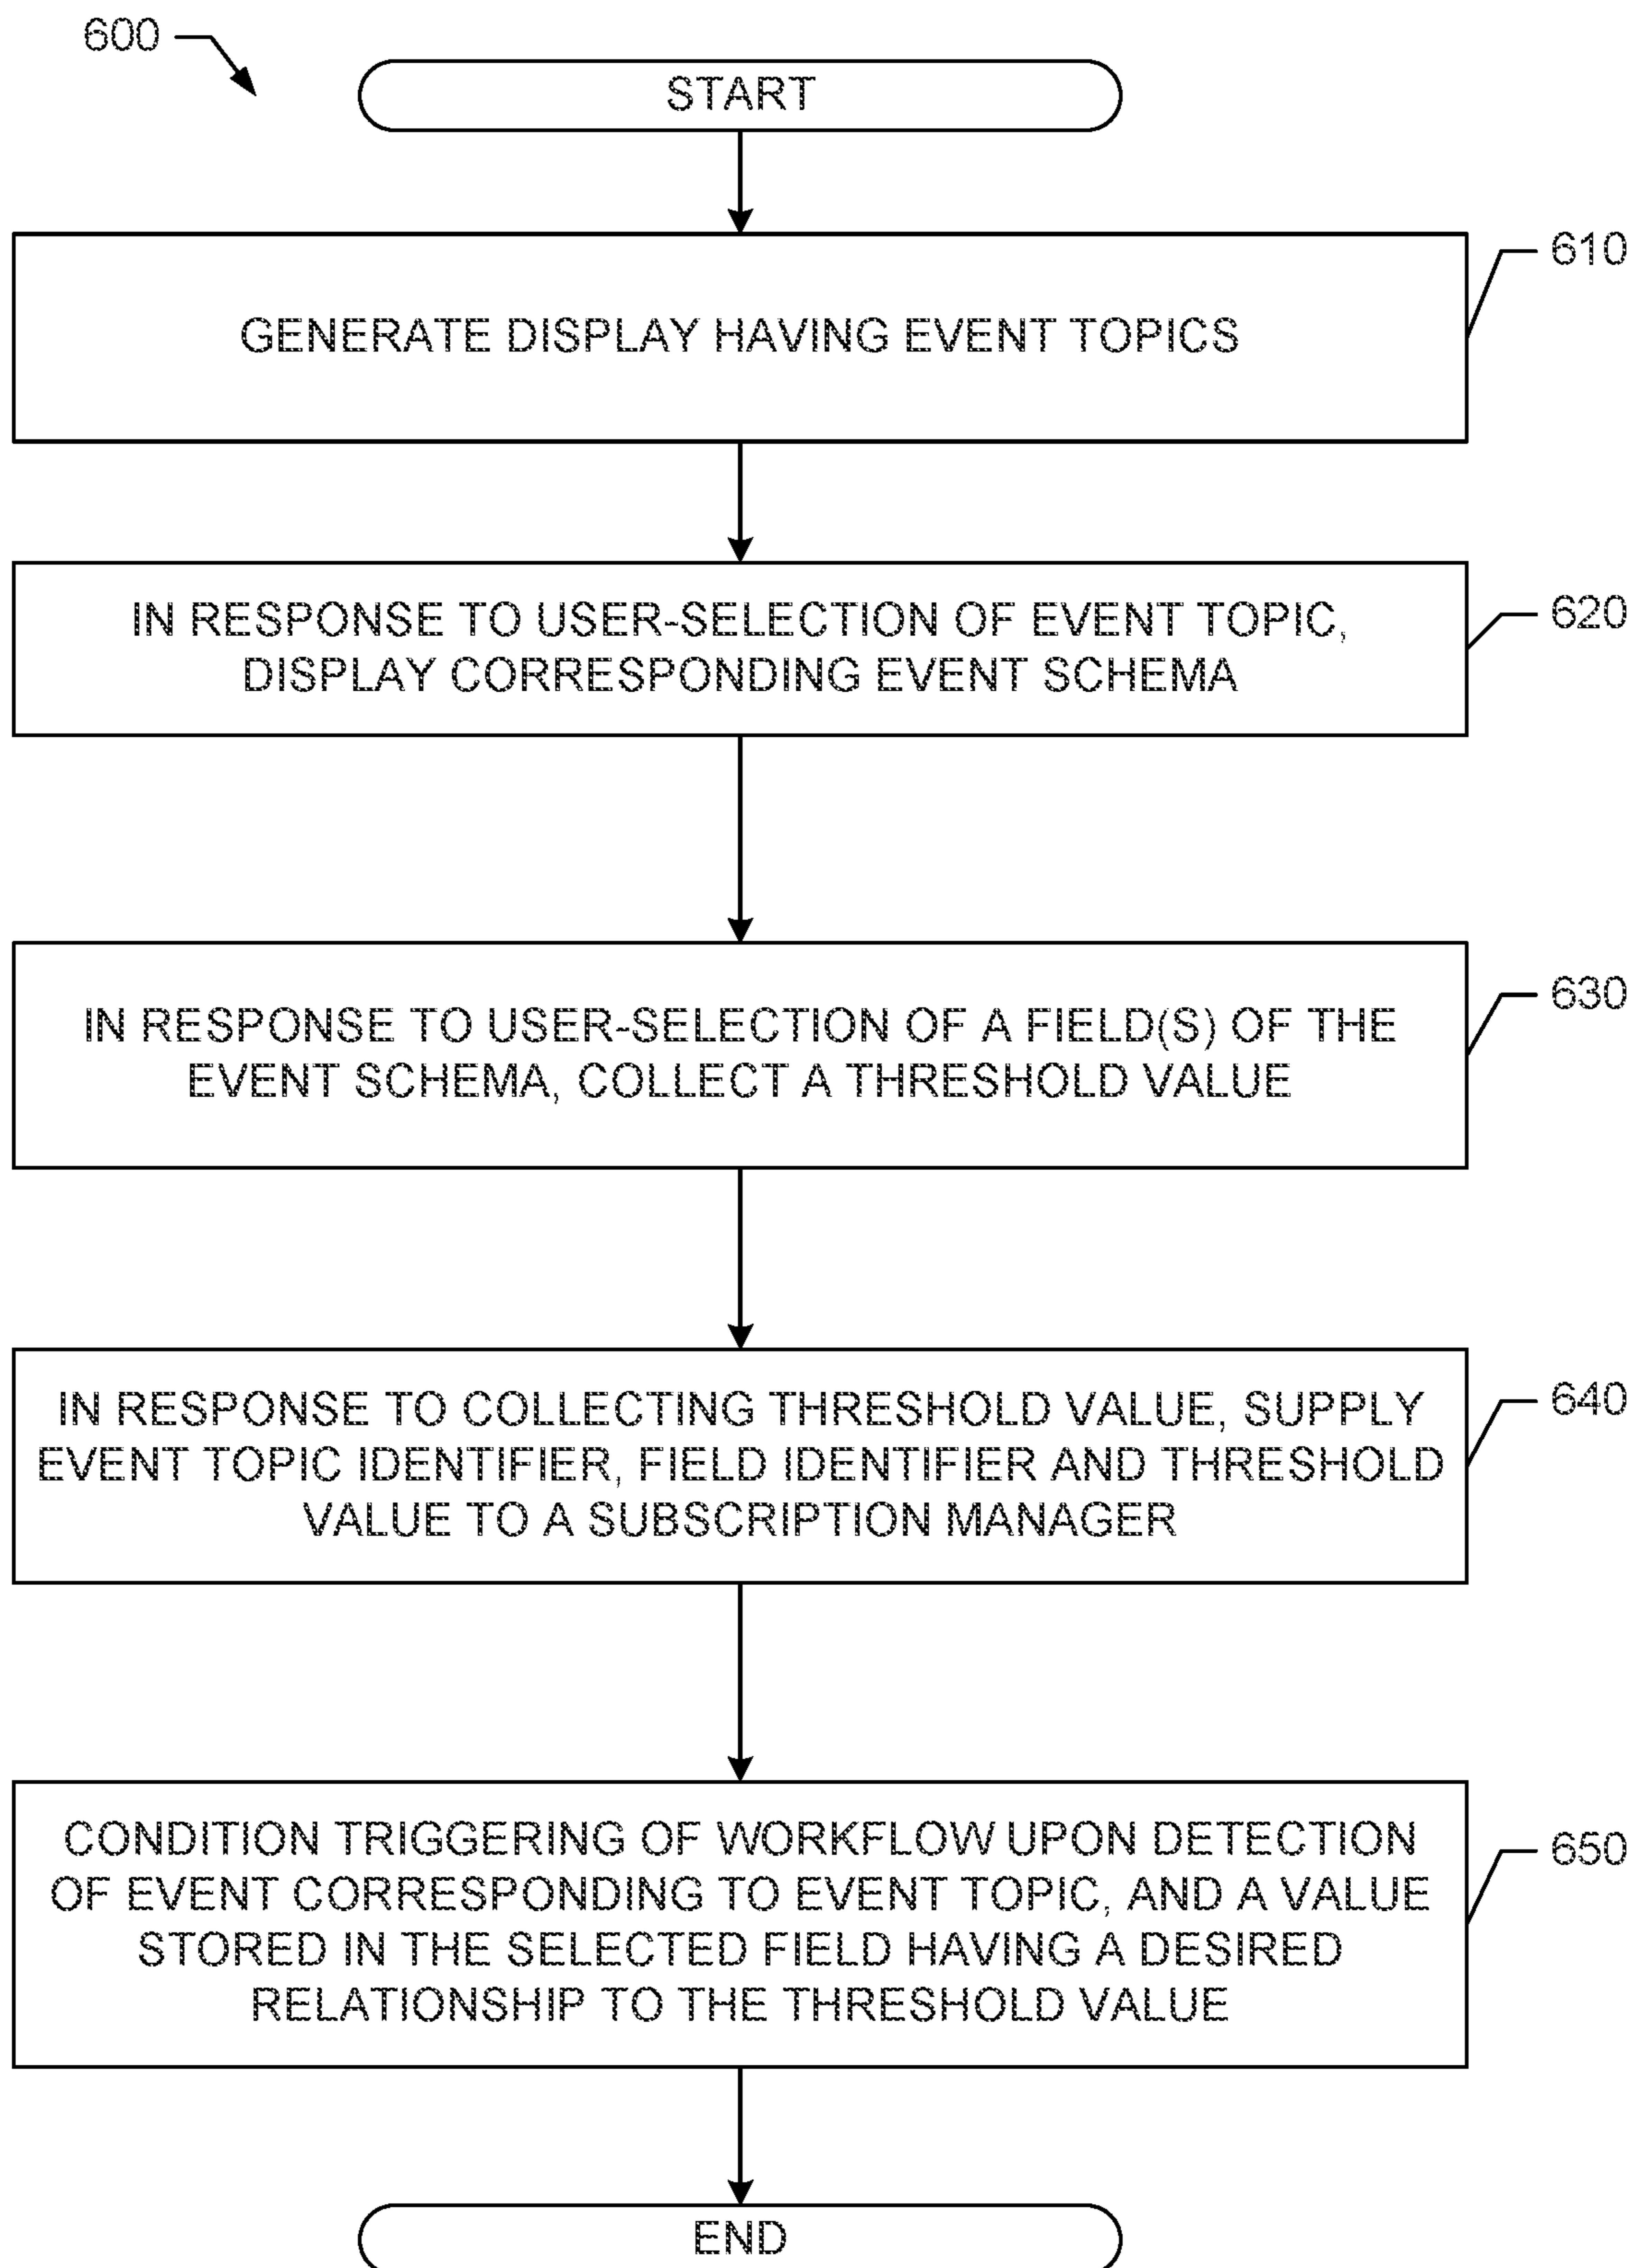 600
START
610
GENERATE DISPLAY HAVING EVENT TOPICS
620
IN RESPONSE TO USER-SELECTION OF EVENT TOPIC,
DISPLAY CORRESPONDING EVENT SCHEMA
630
IN RESPONSE TO USER-SELECTION OF A FIELD(S) OF THE
EVENT SCHEMA, COLLECT A THRESHOLD VALUE
640
IN RESPONSE TO COLLECTING THRESHOLD VALUE, SUPPLY
EVENT TOPIC IDENTIFIER, FIELD IDENTIFIER AND THRESHOLD
VALUE TO A SUBSCRIPTION MANAGER
650
CONDITION TRIGGERING OF WORKFLOW UPON DETECTION
OF EVENT CORRESPONDING TO EVENT TOPIC, AND A VALUE
STORED IN THE SELECTED FIELD HAVING A DESIRED
RELATIONSHIP TO THE THRESHOLD VALUE
END